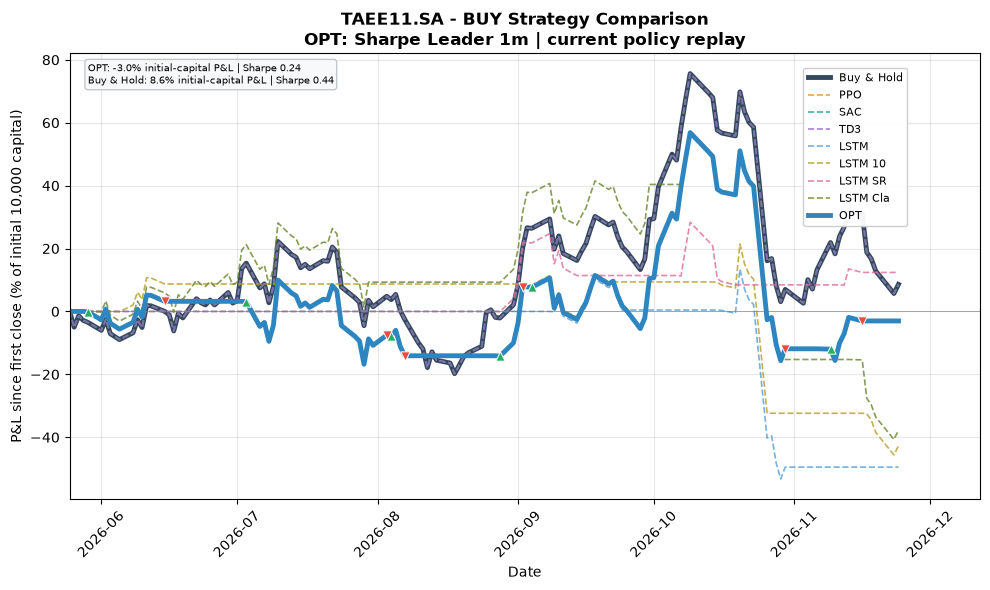 TAEE11.SA - BUY Strategy Comparison
OPT: Sharpe Leader 1m | current policy replay
OPT: -3.0% initial-capital P&L | Sharpe 0.24
Buy & Hold: 8.6% initial-capital P&L | Sharpe 0.44
Buy & Hold
PPO
SAC
TD3
LSTM
LSTM 10
LSTM SR
LSTM Cla
OPT
P&L since first close (% of initial 10,000 capital)
80
60
40
20
0
−20
−40
2026-06
2026-07
2026-08
2026-09
2026-10
2026-11
2026-12
Date